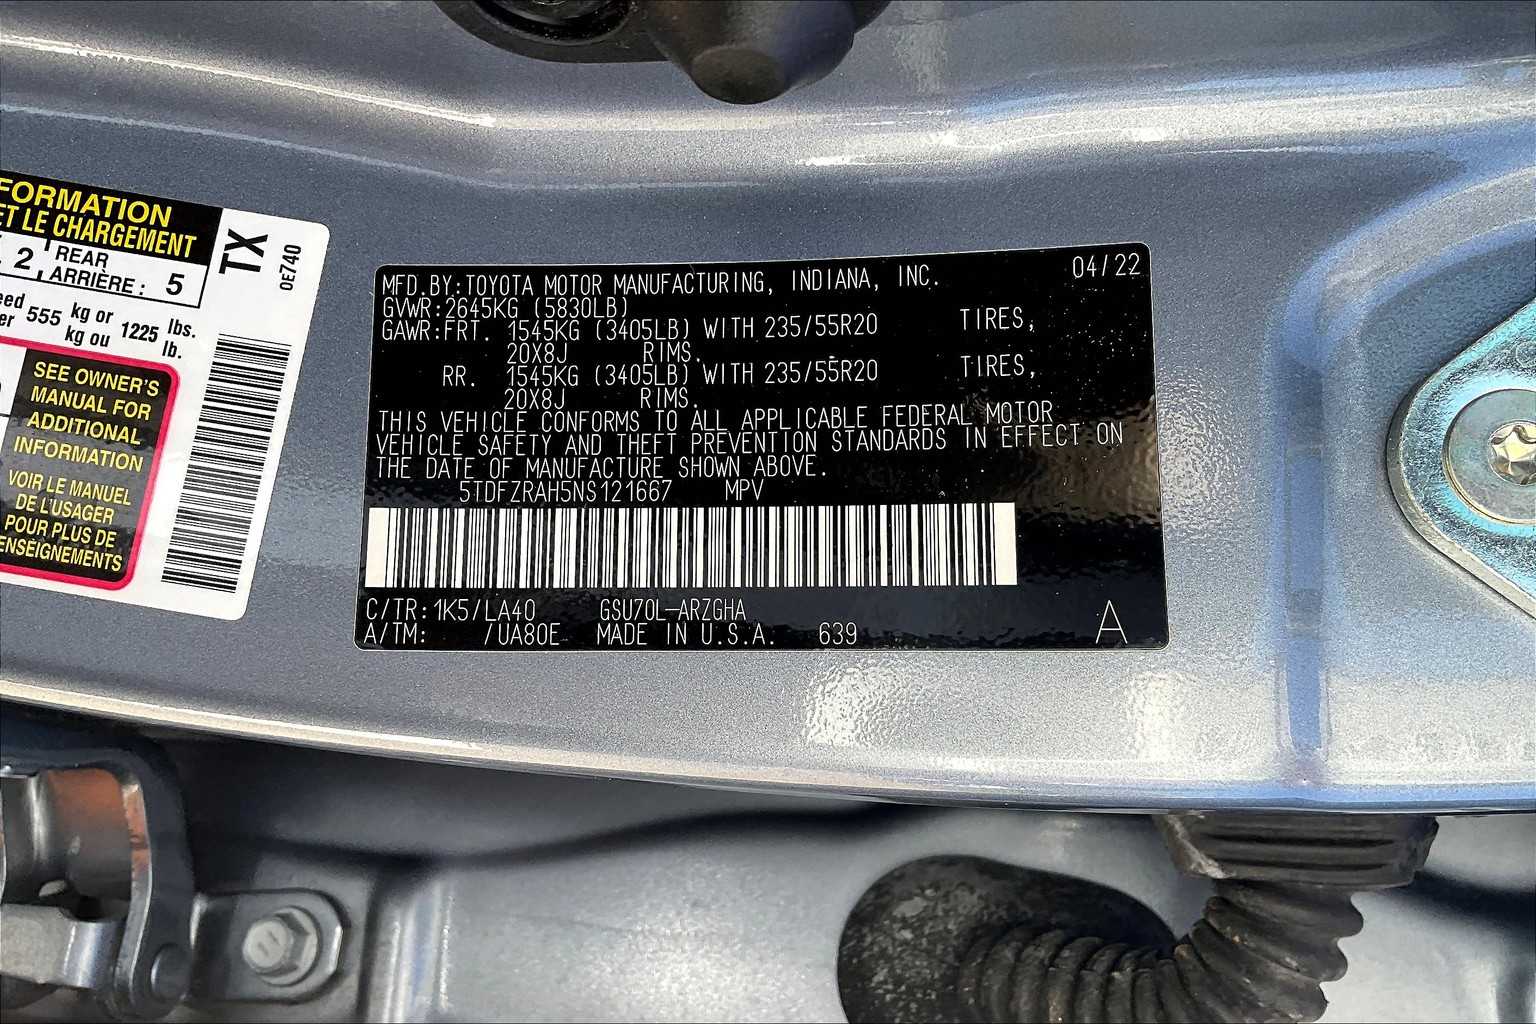 FORMATION
ET LE CHARGEMENT
2 REAR
ARRIÈRE : 5
555 kg or 1225 lbs.
kg ou lb.
SEE OWNER'S
MANUAL FOR
ADDITIONAL
INFORMATION
VOIR LE MANUEL
DE L'USAGER
POUR PLUS DE
ENSEIGNEMENTS
TX
0E740
MFD.BY:TOYOTA MOTOR MANUFACTURING, INDIANA, INC. 04/22
GVWR:2645KG (5830LB)
GAWR:FRT. 1545KG (3405LB) WITH 235/55R20 TIRES,
20X8J RIMS.
RR. 1545KG (3405LB) WITH 235/55R20 TIRES,
20X8J RIMS.
THIS VEHICLE CONFORMS TO ALL APPLICABLE FEDERAL MOTOR
VEHICLE SAFETY AND THEFT PREVENTION STANDARDS IN EFFECT ON
THE DATE OF MANUFACTURE SHOWN ABOVE.
5TDFZRAH5NS121667 MPV
C/TR:1K5/LA40 GSU70L-ARZGHA
A/TM: /UA80E MADE IN U.S.A. 639
A